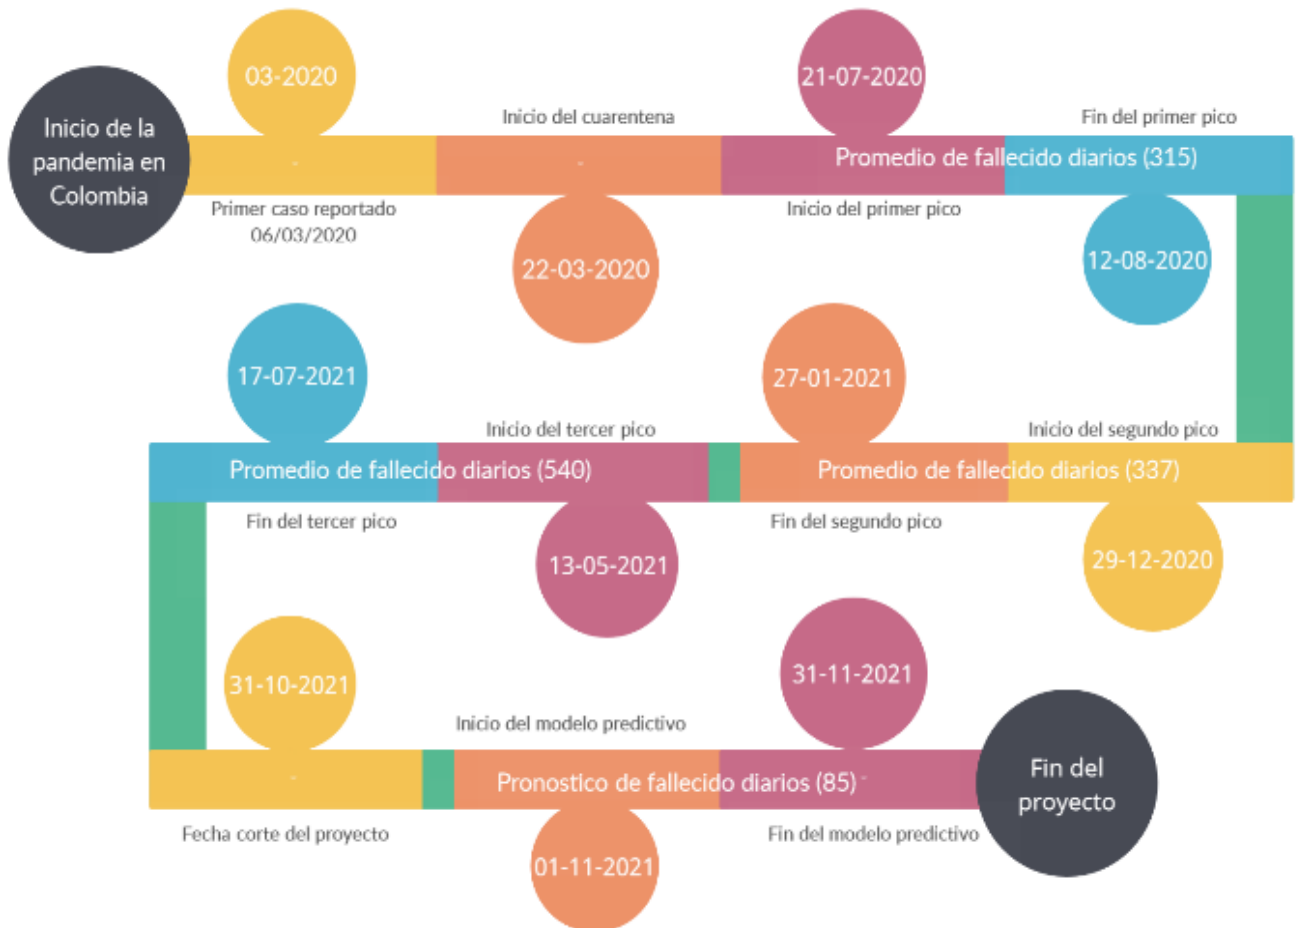 Inicio de la
pandemia en
Colombia
03-2020
-
Primer caso reportado
06/03/2020
Inicio del cuarentena
-
22-03-2020
21-07-2020
Promedio de fallecido diarios (315)
Inicio del primer pico
Fin del primer pico
12-08-2020
Inicio del segundo pico
29-12-2020
Promedio de fallecido diarios (337)
27-01-2021
Fin del segundo pico
Inicio del tercer pico
13-05-2021
Promedio de fallecido diarios (540)
17-07-2021
Fin del tercer pico
31-10-2021
-
Fecha corte del proyecto
Inicio del modelo predictivo
01-11-2021
Pronostico de fallecido diarios (85)
-
31-11-2021
Fin del modelo predictivo
Fin del
proyecto